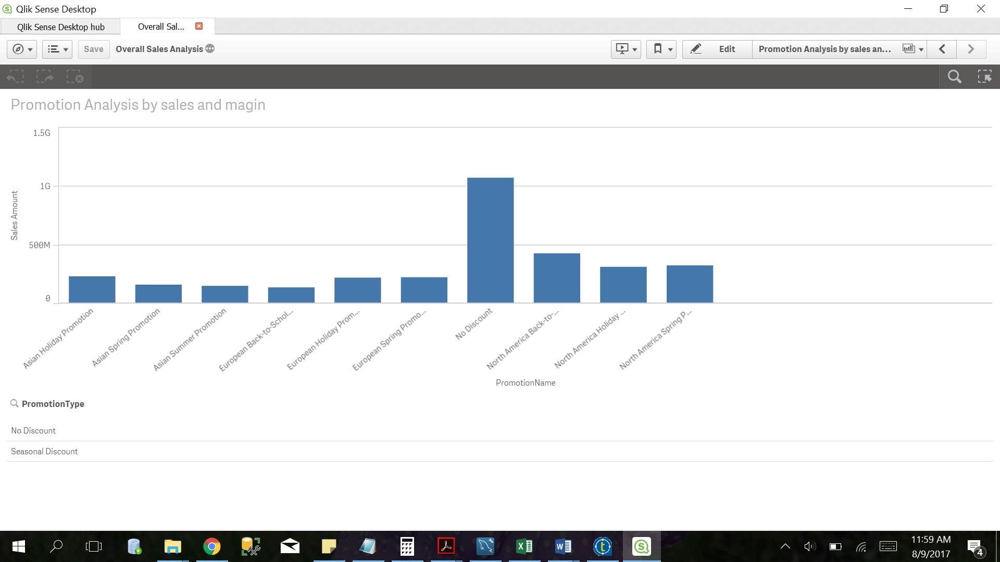 Qlik Sense Desktop
Qlik Sense Desktop hub
Overall Sal...
Save
Overall Sales Analysis
Edit
Promotion Analysis by sales an...
Promotion Analysis by sales and magin
1.5G
1G
500M
0
Sales Amount
Asian Holiday Promotion
Asian Spring Promotion
Asian Summer Promotion
European Back-to-Schol...
European Holiday Prom...
European Spring Promo...
No Discount
North America Back-to-...
North America Holiday ...
North America Spring P...
PromotionName
PromotionType
No Discount
Seasonal Discount
11:59 AM
8/9/2017
4